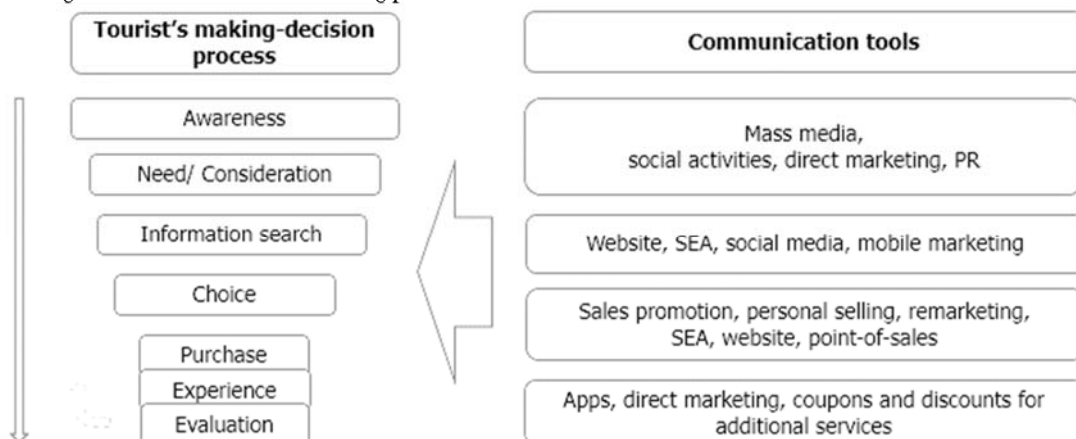 Tourist's making-decision
process
Awareness
Need/ Consideration
Information search
Choice
Purchase
Experience
Evaluation
Communication tools
Mass media,
social activities, direct marketing, PR
Website, SEA, social media, mobile marketing
Sales promotion, personal selling, remarketing,
SEA, website, point-of-sales
Apps, direct marketing, coupons and discounts for
additional services